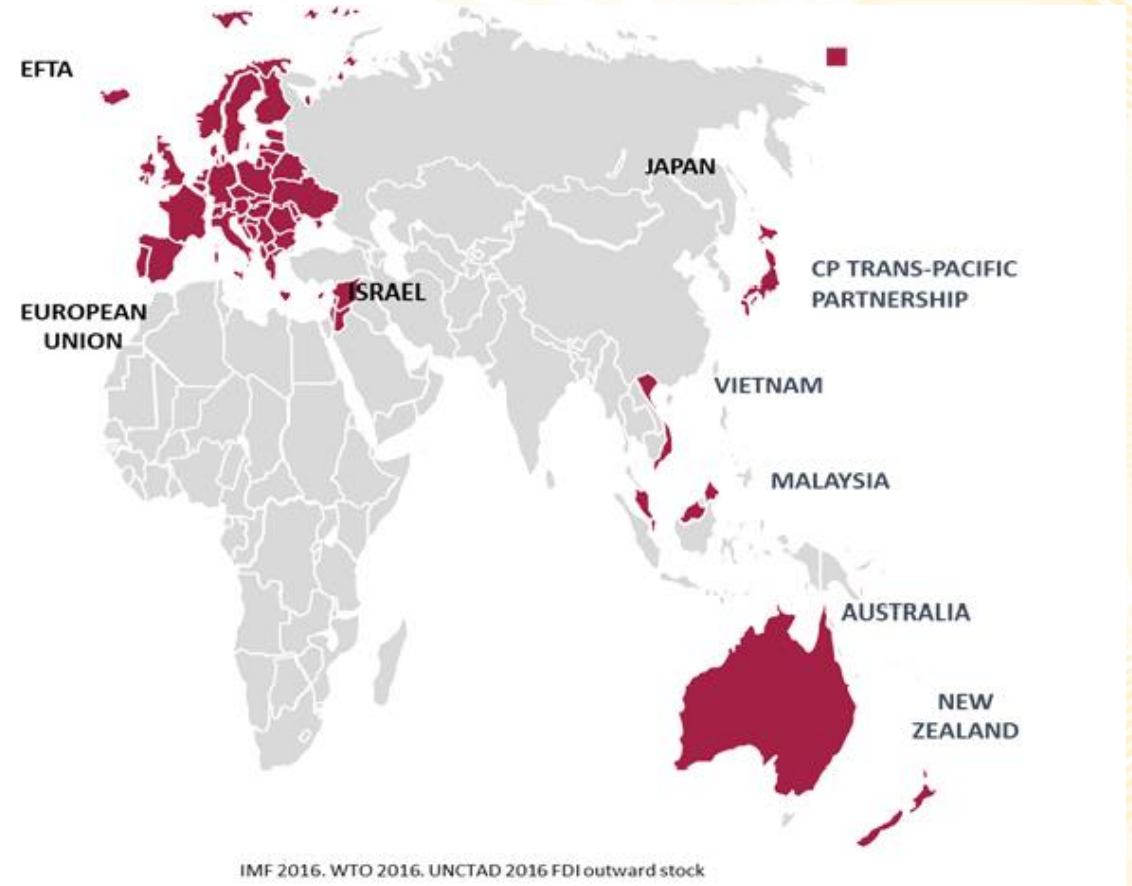 EFTA
JAPAN
CP TRANS-PACIFIC
PARTNERSHIP
ISRAEL
EUROPEAN
UNION
VIETNAM
MALAYSIA
AUSTRALIA
NEW
ZEALAND
IMF 2016. WTO 2016. UNCTAD 2016 FDI outward stock